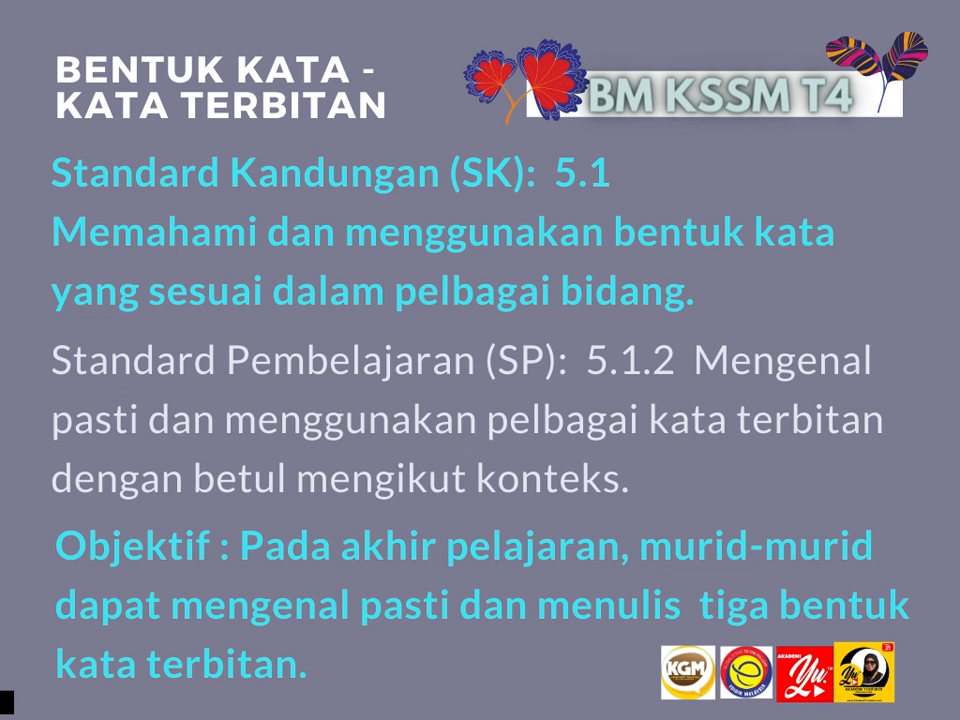 BENTUK KATA -
KATA TERBITAN
BM KSSM T4
Standard Kandungan (SK): 5.1
Memahami dan menggunakan bentuk kata
yang sesuai dalam pelbagai bidang.
Standard Pembelajaran (SP): 5.1.2 Mengenal
pasti dan menggunakan pelbagai kata terbitan
dengan betul mengikut konteks.
Objektif : Pada akhir pelajaran, murid-murid
dapat mengenal pasti dan menulis tiga bentuk
kata terbitan.
KGM
AKADEMI
Yu